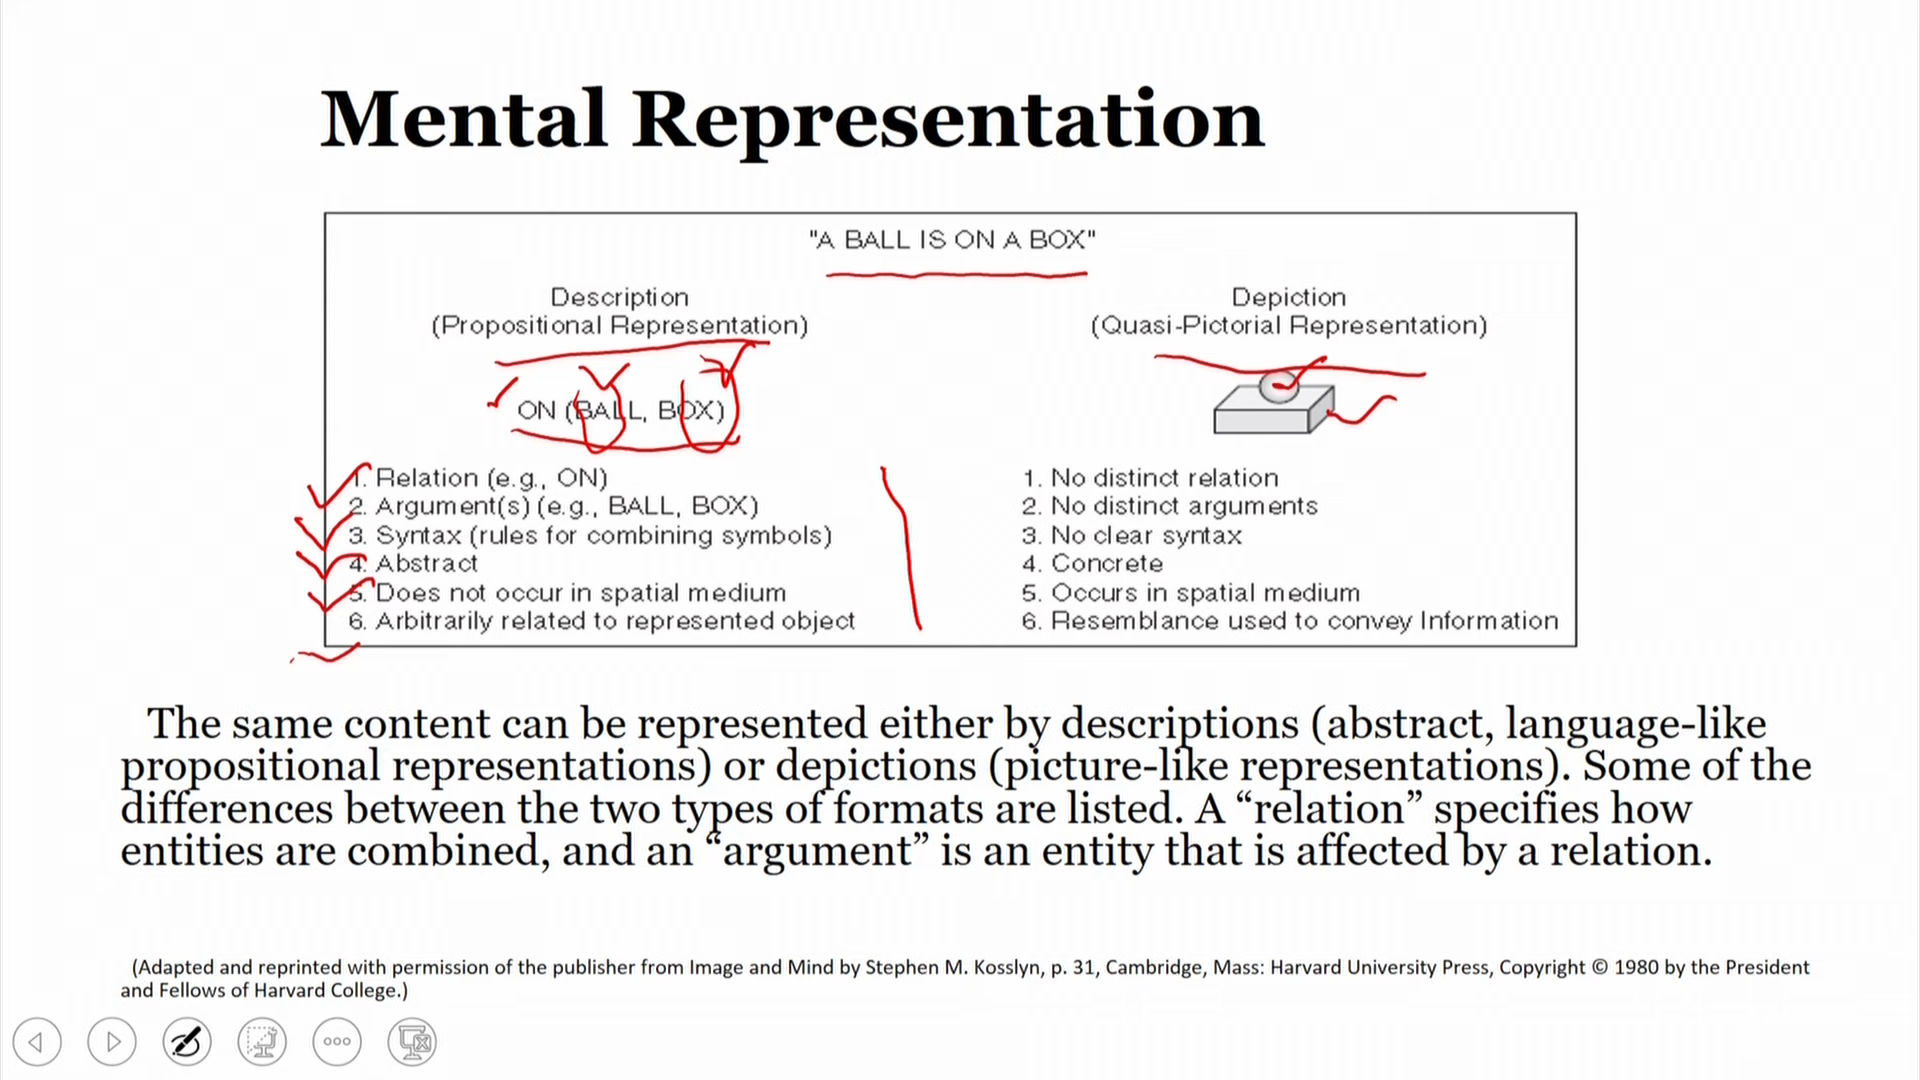 Mental Representation
"A BALL IS ON A BOX"
Description
(Propositional Representation)
ON (BALL, BOX)
1. Relation (e.g., ON)
2. Argument(s) (e.g., BALL, BOX)
3. Syntax (rules for combining symbols)
4. Abstract
5. Does not occur in spatial medium
6. Arbitrarily related to represented object
Depiction
(Quasi-Pictorial Representation)
1. No distinct relation
2. No distinct arguments
3. No clear syntax
4. Concrete
5. Occurs in spatial medium
6. Resemblance used to convey Information
The same content can be represented either by descriptions (abstract, language-like
propositional representations) or depictions (picture-like representations). Some of the
differences between the two types of formats are listed. A “relation” specifies how
entities are combined, and an “argument” is an entity that is affected by a relation.
(Adapted and reprinted with permission of the publisher from Image and Mind by Stephen M. Kosslyn, p. 31, Cambridge, Mass: Harvard University Press, Copyright © 1980 by the President
and Fellows of Harvard College.)